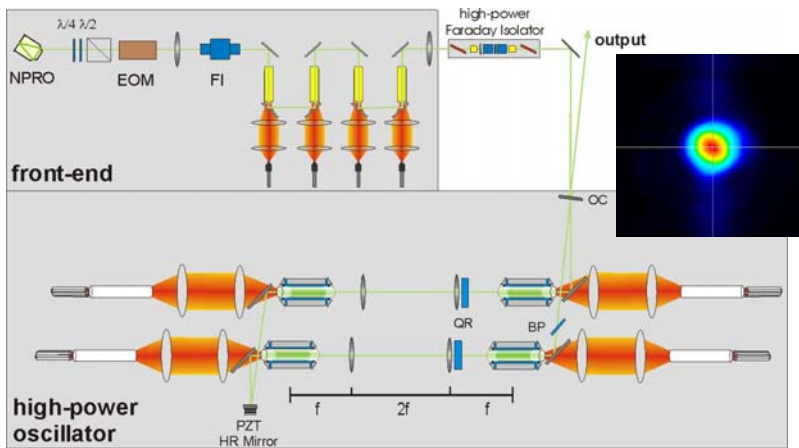 high-power
Faraday Isolator
output
λ/4 λ/2
NPRO
EOM
FI
front-end
OC
QR
BP
f
2f
f
PZT
HR Mirror
high-power
oscillator